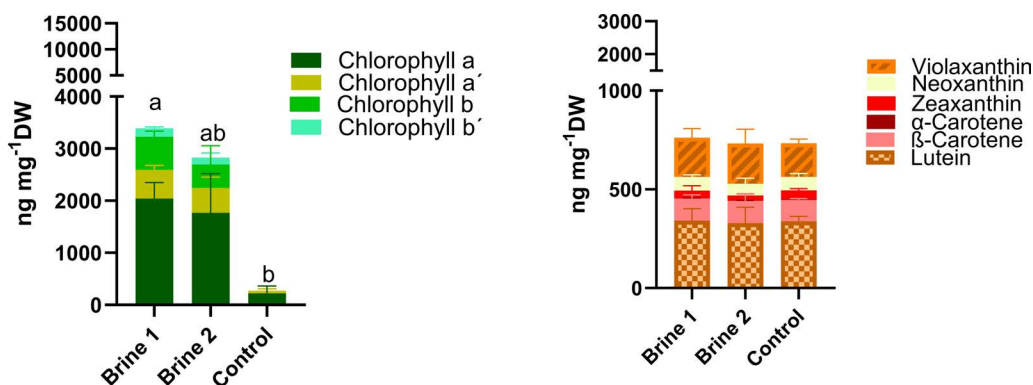 15000
10000
5000
4000
3000
2000
1000
0
ng mg⁻¹DW
a
ab
b
Brine 1
Brine 2
Control
Chlorophyll a
Chlorophyll a´
Chlorophyll b
Chlorophyll b´
3000
2000
1000
500
0
ng mg⁻¹DW
Brine 1
Brine 2
Control
Violaxanthin
Neoxanthin
Zeaxanthin
α-Carotene
ß-Carotene
Lutein